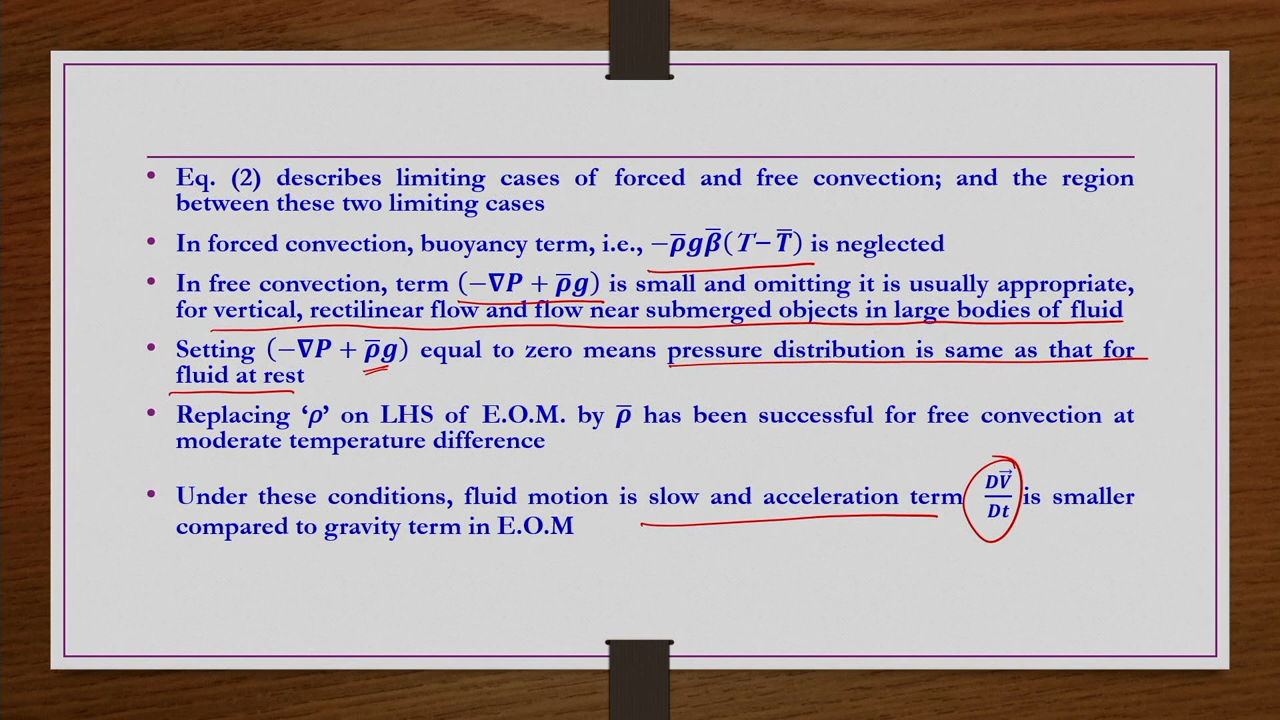 • Eq. (2) describes limiting cases of forced and free convection; and the region
between these two limiting cases
• In forced convection, buoyancy term, i.e., −ρ̅gβ̅(T−T̅) is neglected
• In free convection, term (−∇P + ρ̅g) is small and omitting it is usually appropriate,
for vertical, rectilinear flow and flow near submerged objects in large bodies of fluid
• Setting (−∇P + ρ̅g) equal to zero means pressure distribution is same as that for
fluid at rest
• Replacing ‘ρ’ on LHS of E.O.M. by ρ̅ has been successful for free convection at
moderate temperature difference
• Under these conditions, fluid motion is slow and acceleration term DV⃗/Dt is smaller
compared to gravity term in E.O.M